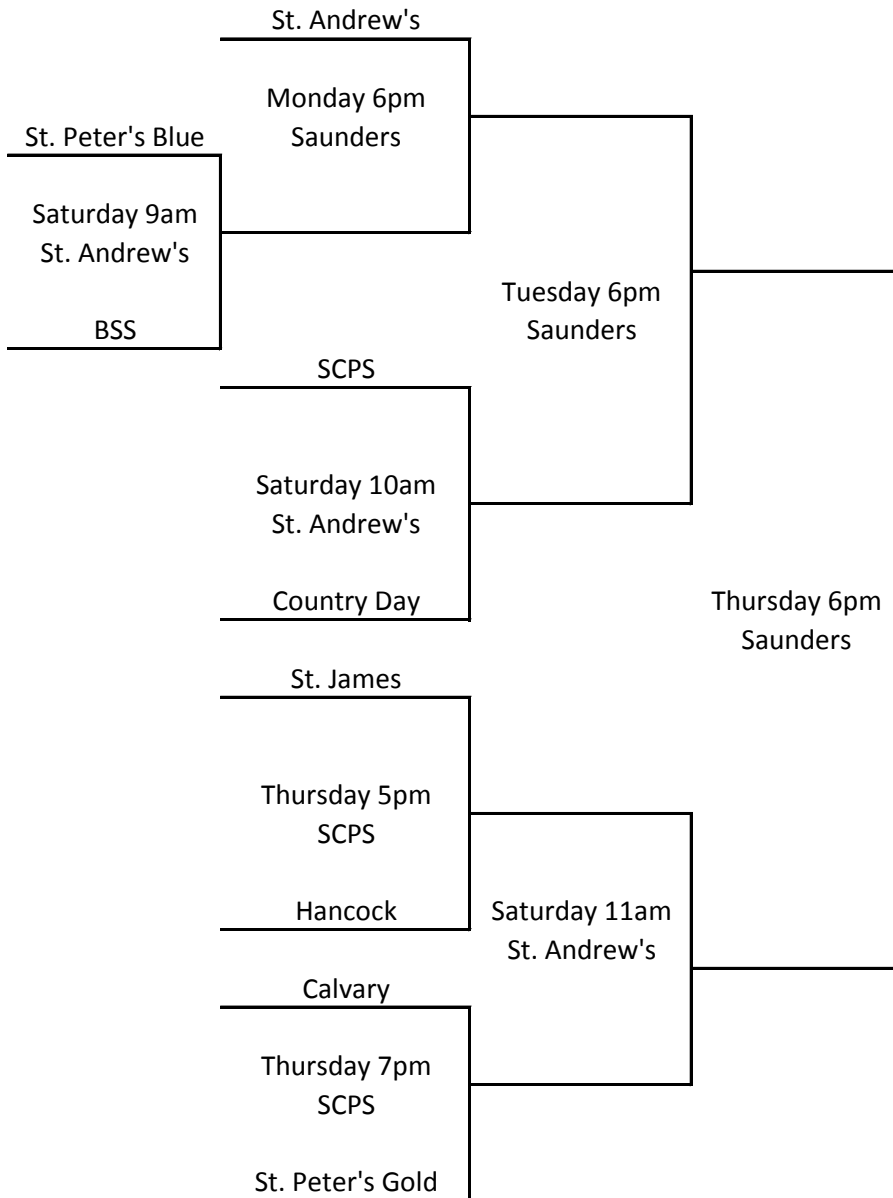 St. Andrew's
Monday 6pm
Saunders
St. Peter's Blue
Saturday 9am
St. Andrew's
BSS
Tuesday 6pm
Saunders
SCPS
Saturday 10am
St. Andrew's
Country Day
Thursday 6pm
Saunders
St. James
Thursday 5pm
SCPS
Hancock
Saturday 11am
St. Andrew's
Calvary
Thursday 7pm
SCPS
St. Peter's Gold